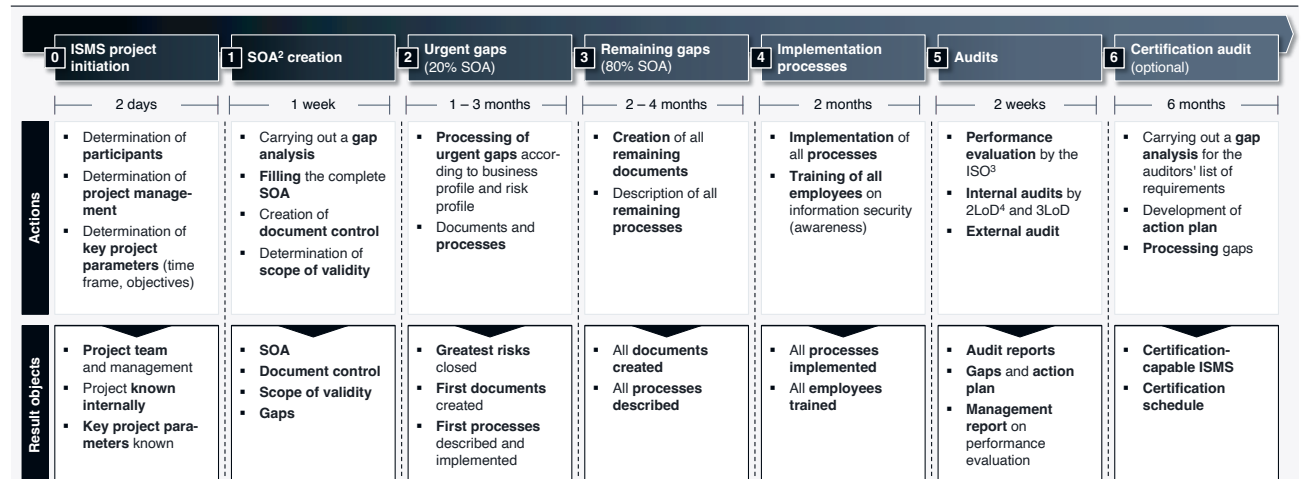 0
ISMS project
initiation
1
SOA² creation
2
Urgent gaps
(20% SOA)
3
Remaining gaps
(80% SOA)
4
Implementation
processes
5
Audits
6
Certification audit
(optional)
2 days
1 week
1 – 3 months
2 – 4 months
2 months
2 weeks
6 months
Actions
▪ Determination of
participants
▪ Determination of
project manage-
ment
▪ Determination of
key project
parameters (time
frame, objectives)
▪ Carrying out a gap
analysis
▪ Filling the complete
SOA
▪ Creation of
document control
▪ Determination of
scope of validity
▪ Processing of
urgent gaps accor-
ding to business
profile and risk
profile
▪ Documents and
processes
▪ Creation of all
remaining
documents
▪ Description of all
remaining
processes
▪ Implementation of
all processes
▪ Training of all
employees on
information security
(awareness)
▪ Performance
evaluation by the
ISO³
▪ Internal audits by
2LoD⁴ and 3LoD
▪ External audit
▪ Carrying out a gap
analysis for the
auditors' list of
requirements
▪ Development of
action plan
▪ Processing gaps
Result objects
▪ Project team
and management
▪ Project known
internally
▪ Key project para-
meters known
▪ SOA
▪ Document control
▪ Scope of validity
▪ Gaps
▪ Greatest risks
closed
▪ First documents
created
▪ First processes
described and
implemented
▪ All documents
created
▪ All processes
described
▪ All processes
implemented
▪ All employees
trained
▪ Audit reports
▪ Gaps and action
plan
▪ Management
report on
performance
evaluation
▪ Certification-
capable ISMS
▪ Certification
schedule